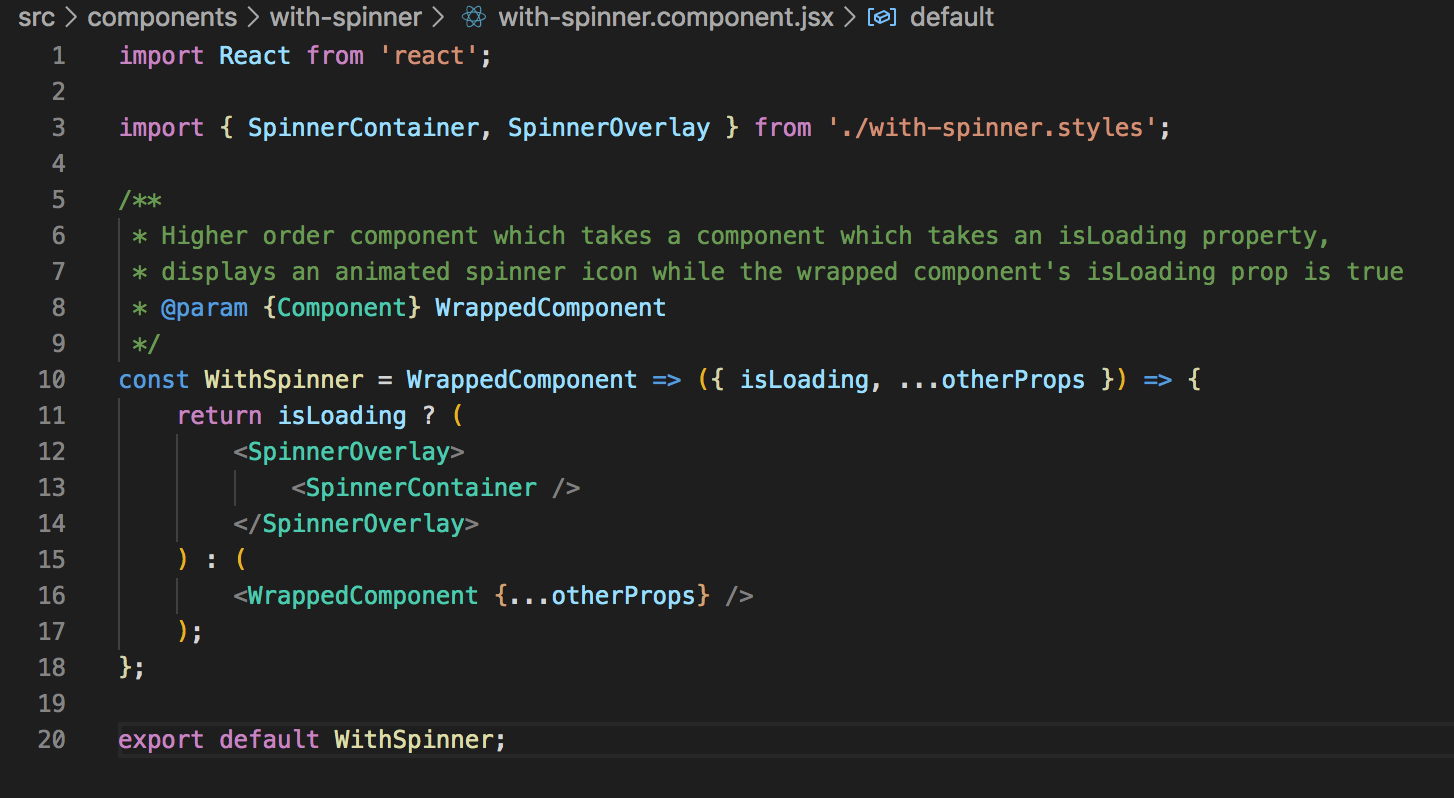 src > components > with-spinner > with-spinner.component.jsx > default
1 import React from 'react';
2
3 import { SpinnerContainer, SpinnerOverlay } from './with-spinner.styles';
4
5 /**
6  * Higher order component which takes a component which takes an isLoading property,
7  * displays an animated spinner icon while the wrapped component's isLoading prop is true
8  * @param {Component} WrappedComponent
9  */
10 const WithSpinner = WrappedComponent => ({ isLoading, ...otherProps }) => {
11     return isLoading ? (
12         <SpinnerOverlay>
13             <SpinnerContainer />
14         </SpinnerOverlay>
15     ) : (
16         <WrappedComponent {...otherProps} />
17     );
18 };
19
20 export default WithSpinner;